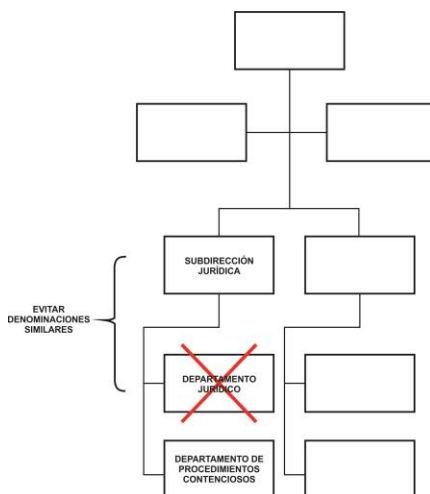 SUBDIRECCIÓN
JURÍDICA
EVITAR
DENOMINACIONES
SIMILARES
DEPARTAMENTO
JURÍDICO
DEPARTAMENTO DE
PROCEDIMIENTOS
CONTENCIOSOS